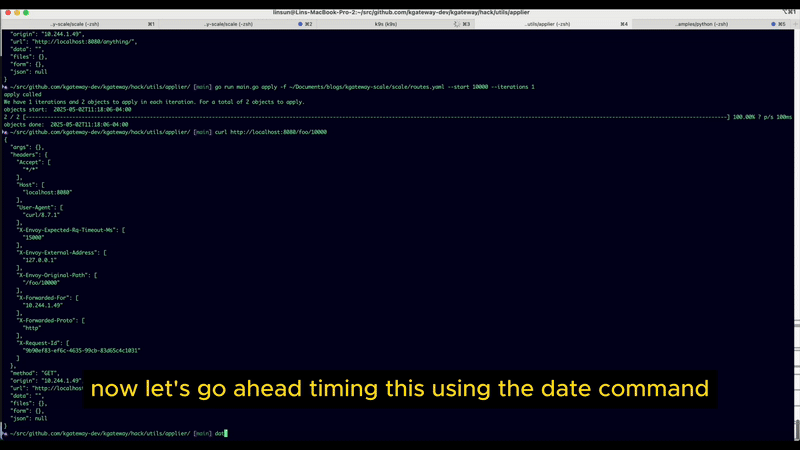 linsun@Lins-MacBook-Pro-2:~/src/github.com/kgateway-dev/kgateway/hack/utils/applier
⌥⌘1
..y-scale/scale (-zsh) ⌘1 ..y-scale/scale (-zsh) ⌘2 k9s (k9s) ⌘3 ..utils/applier (-zsh) ⌘4 ..amples/python (-zsh) ⌘5
"origin": "10.244.1.49",
"url": "http://localhost:8080/anything/",
"data": "",
"files": {},
"form": {},
"json": null
}
~/src/github.com/kgateway-dev/kgateway/hack/utils/applier/ [main] go run main.go apply -f ~/Documents/blogs/kgateway-scale/scale/routes.yaml --start 10000 --iterations 1
apply called
We have 1 iterations and 2 objects to apply in each iteration. For a total of 2 objects to apply.
objects start: 2025-05-02T11:18:06-04:00
2 / 2 [----------------------------------------------------------------] 100.00% ? p/s 100ms
objects done: 2025-05-02T11:18:06-04:00
~/src/github.com/kgateway-dev/kgateway/hack/utils/applier/ [main] curl http://localhost:8080/foo/10000
{
"args": {},
"headers": {
"Accept": [
"*/*"
],
"Host": [
"localhost:8080"
],
"User-Agent": [
"curl/8.7.1"
],
"X-Envoy-Expected-Rq-Timeout-Ms": [
"15000"
],
"X-Envoy-External-Address": [
"127.0.0.1"
],
"X-Envoy-Original-Path": [
"/foo/10000"
],
"X-Forwarded-For": [
"10.244.1.49"
],
"X-Forwarded-Proto": [
"http"
],
"X-Request-Id": [
"9b90ef83-ef6c-4635-99cb-83d65c4c1031"
]
},
"method": "GET",
"origin": "10.244.1.49"
"url": "http://local
"data": "",
"files": {},
"form": {},
"json": null
}
~/src/github.com/kgateway-dev/kgateway/hack/utils/applier/ [main] dat
now let's go ahead timing this using the date command